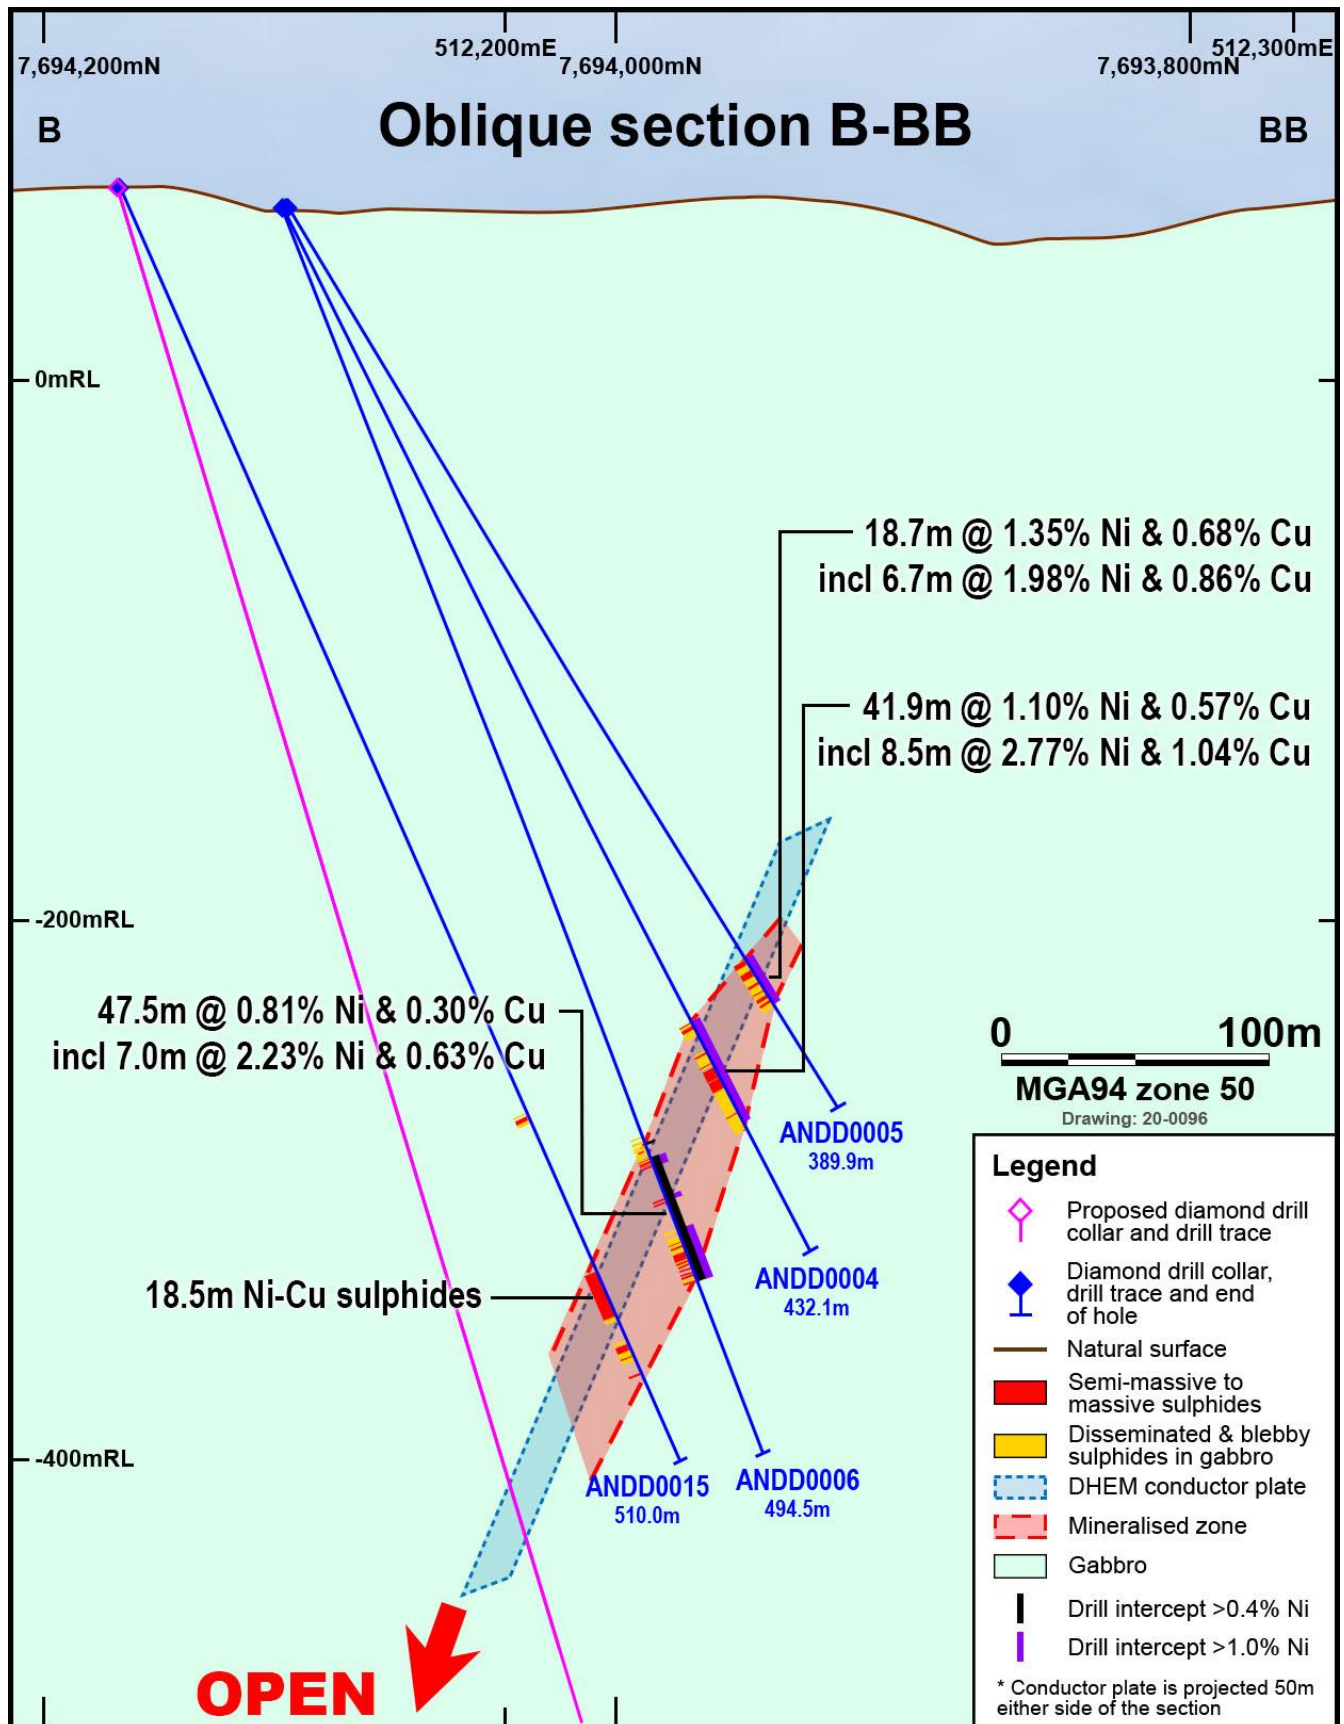 512,200mE
512,300mE
7,694,200mN
7,694,000mN
7,693,800mN
B
Oblique section B-BB
BB
0mRL
18.7m @ 1.35% Ni & 0.68% Cu
incl 6.7m @ 1.98% Ni & 0.86% Cu
41.9m @ 1.10% Ni & 0.57% Cu
incl 8.5m @ 2.77% Ni & 1.04% Cu
-200mRL
47.5m @ 0.81% Ni & 0.30% Cu
incl 7.0m @ 2.23% Ni & 0.63% Cu
0
100m
MGA94 zone 50
Drawing: 20-0096
ANDD0005
389.9m
ANDD0004
432.1m
18.5m Ni-Cu sulphides
-400mRL
ANDD0015
510.0m
ANDD0006
494.5m
OPEN
Legend
Proposed diamond drill
collar and drill trace
Diamond drill collar,
drill trace and end
of hole
Natural surface
Semi-massive to
massive sulphides
Disseminated & blebby
sulphides in gabbro
DHEM conductor plate
Mineralised zone
Gabbro
Drill intercept >0.4% Ni
Drill intercept >1.0% Ni
* Conductor plate is projected 50m
either side of the section